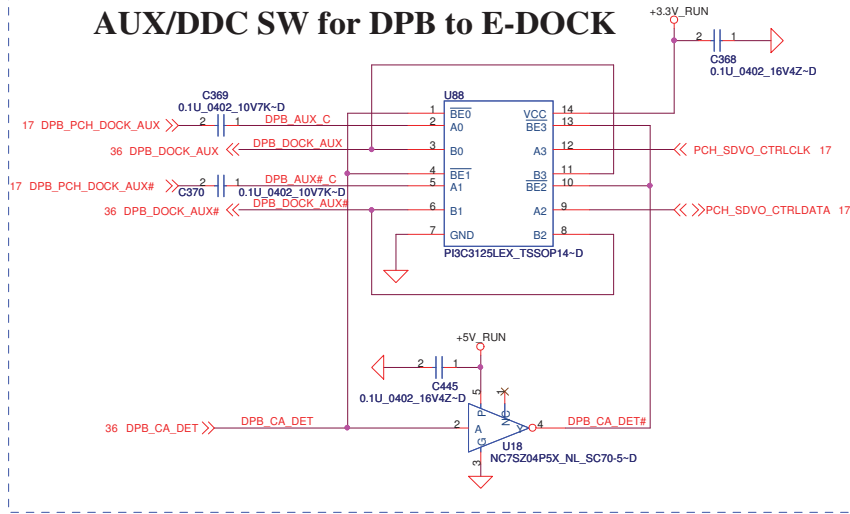 AUX/DDC SW for DPB to E-DOCK
+3.3V_RUN
2 1
C368
0.1U_0402_16V4Z~D
C369
0.1U_0402_10V7K~D
U88
17 DPB_PCH_DOCK_AUX 2 1 DPB_AUX_C
36 DPB_DOCK_AUX DPB_DOCK_AUX
17 DPB_PCH_DOCK_AUX# 2 1 DPB_AUX#_C
C370 0.1U_0402_10V7K~D
36 DPB_DOCK_AUX# DPB_DOCK_AUX#
1 BE0 VCC 14
2 A0 BE3 13
3 B0 A3 12 PCH_SDVO_CTRLCLK 17
4 BE1 B3 11
5 A1 BE2 10
6 B1 A2 9 PCH_SDVO_CTRLDATA 17
7 GND B2 8
PI3C3125LEX_TSSOP14~D
+5V_RUN
2 1
C445
0.1U_0402_16V4Z~D
5 P 1 NC
36 DPB_CA_DET DPB_CA_DET 2 A Y 4 DPB_CA_DET#
G 3
U18
NC7SZ04P5X_NL_SC70-5~D